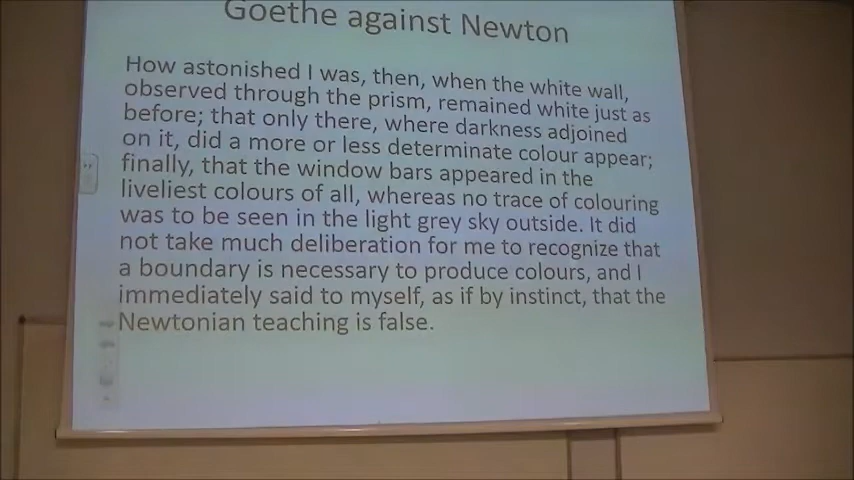 Goethe against Newton
How astonished I was, then, when the white wall,
observed through the prism, remained white just as
before; that only there, where darkness adjoined
on it, did a more or less determinate colour appear;
finally, that the window bars appeared in the
liveliest colours of all, whereas no trace of colouring
was to be seen in the light grey sky outside. It did
not take much deliberation for me to recognize that
a boundary is necessary to produce colours, and I
immediately said to myself, as if by instinct, that the
Newtonian teaching is false.